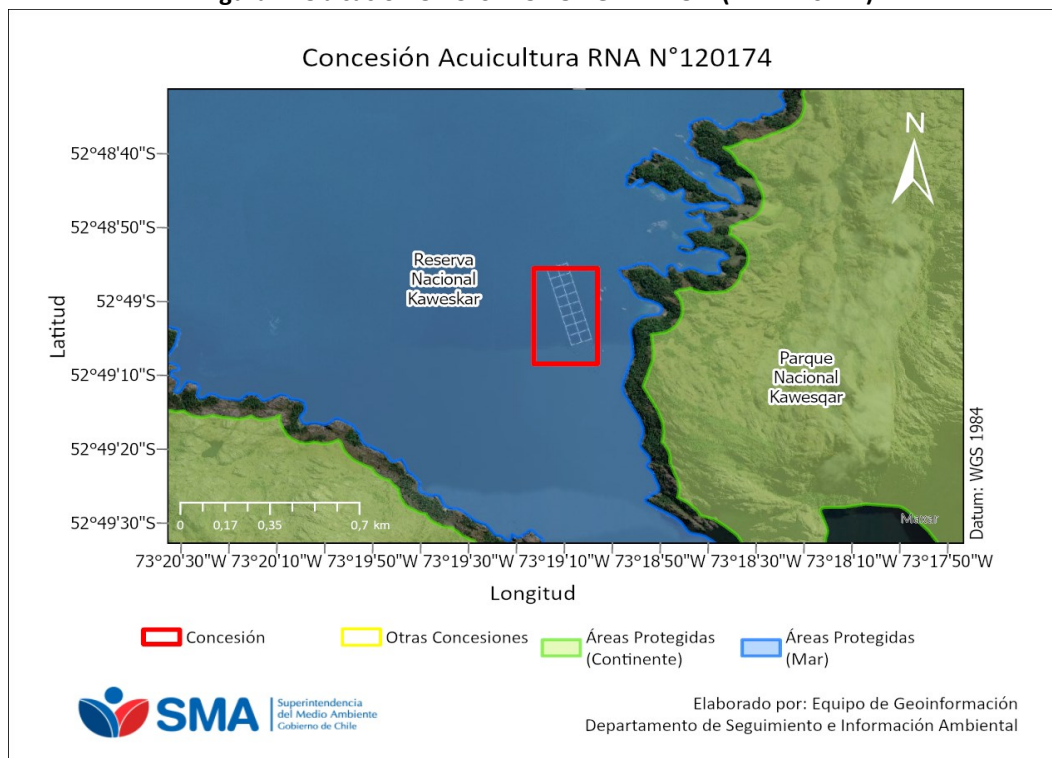 Concesión Acuicultura RNA N°120174
N
52°48'40"S
52°48'50"S
52°49'S
52°49'10"S
52°49'20"S
52°49'30"S
Latitud
Reserva
Nacional
Kaweskar
Parque
Nacional
Kawesqar
Datum: WGS 1984
Maxar
0 0,17 0,35 0,7 km
73°20'30"W 73°20'10"W 73°19'50"W 73°19'30"W 73°19'10"W 73°18'50"W 73°18'30"W 73°18'10"W 73°17'50"W
Longitud
Concesión
Otras Concesiones
Áreas Protegidas
(Continente)
Áreas Protegidas
(Mar)
SMA
Superintendencia
del Medio Ambiente
Gobierno de Chile
Elaborado por: Equipo de Geoinformación
Departamento de Seguimiento e Información Ambiental